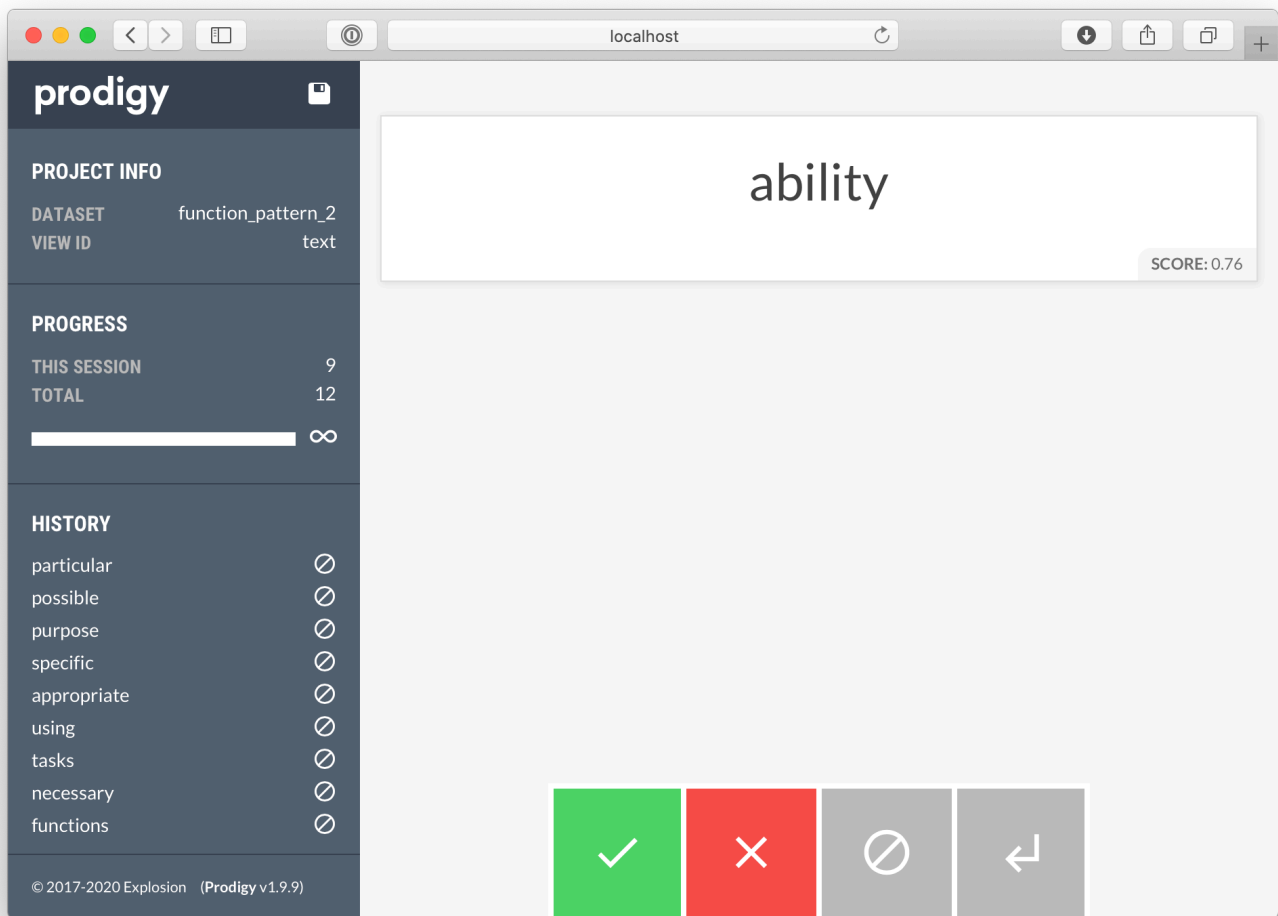 localhost
prodigy
PROJECT INFO
DATASET function_pattern_2
VIEW ID text
PROGRESS
THIS SESSION 9
TOTAL 12
∞
HISTORY
particular
possible
purpose
specific
appropriate
using
tasks
necessary
functions
© 2017-2020 Explosion (Prodigy v1.9.9)
ability
SCORE: 0.76